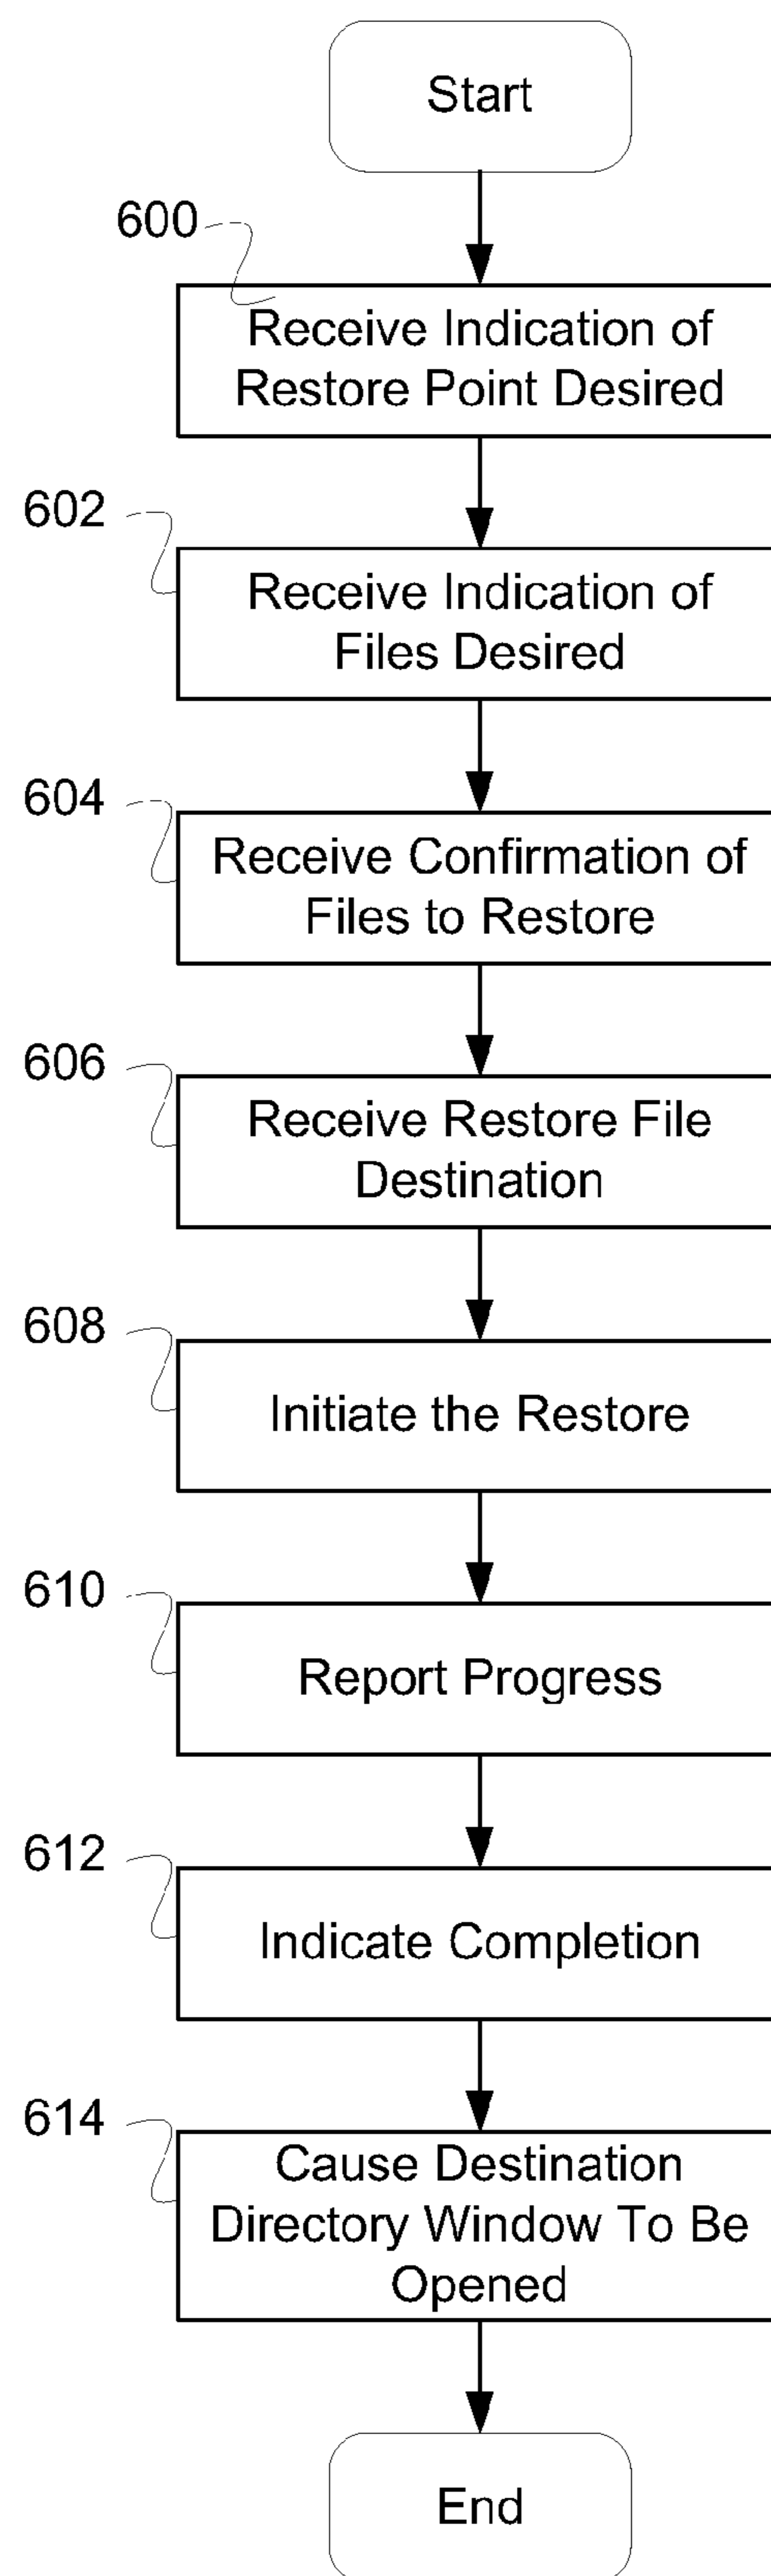 Start
600
Receive Indication of
Restore Point Desired
602
Receive Indication of
Files Desired
604
Receive Confirmation of
Files to Restore
606
Receive Restore File
Destination
608
Initiate the Restore
610
Report Progress
612
Indicate Completion
614
Cause Destination
Directory Window To Be
Opened
End